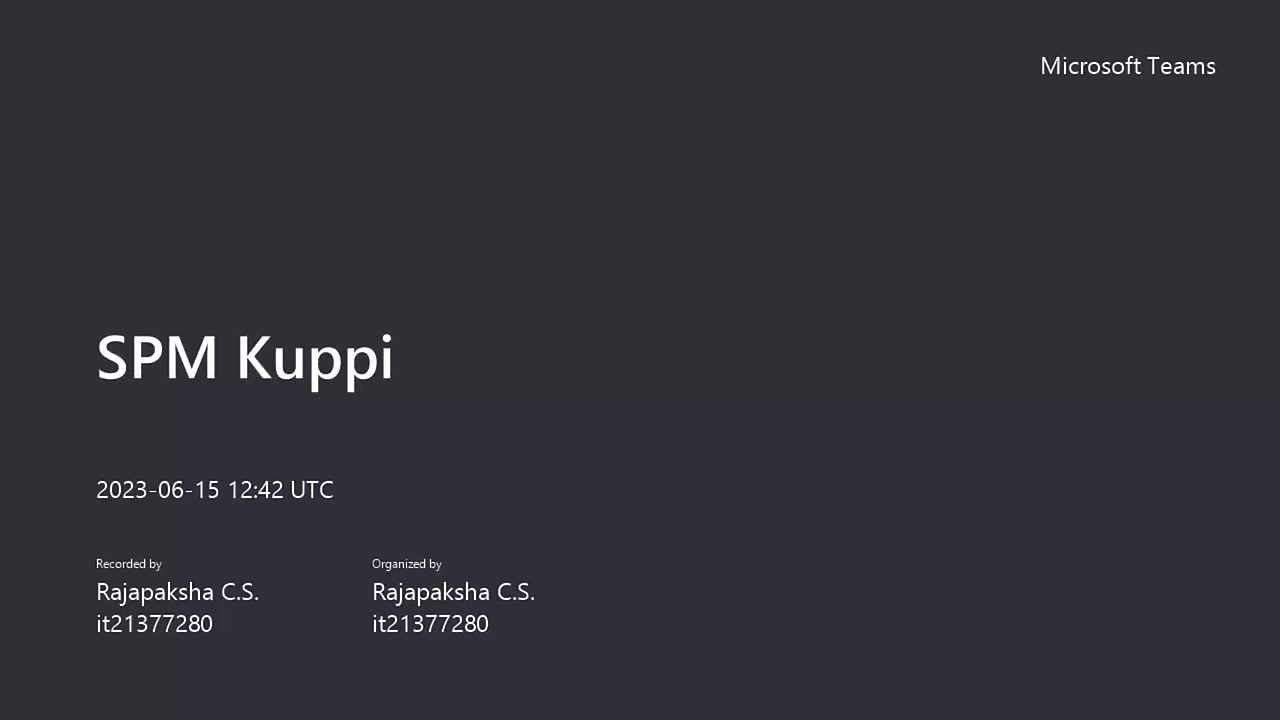 Microsoft Teams
SPM Kuppi
2023-06-15 12:42 UTC
Recorded by
Rajapaksha C.S.
it21377280
Organized by
Rajapaksha C.S.
it21377280